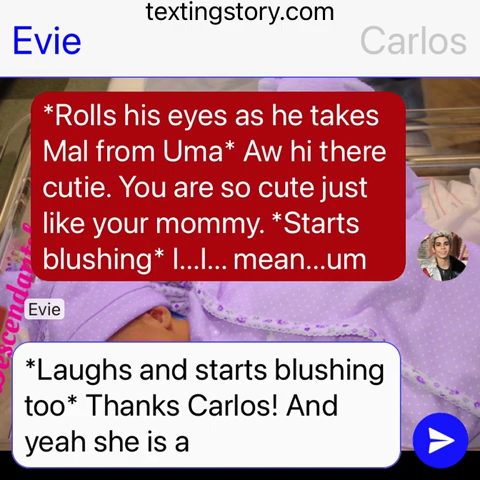 textingstory.com
Evie
Carlos
*Rolls his eyes as he takes
Mal from Uma* Aw hi there
cutie. You are so cute just
like your mommy. *Starts
blushing* I...I... mean...um
Evie
*Laughs and starts blushing
too* Thanks Carlos! And
yeah she is a